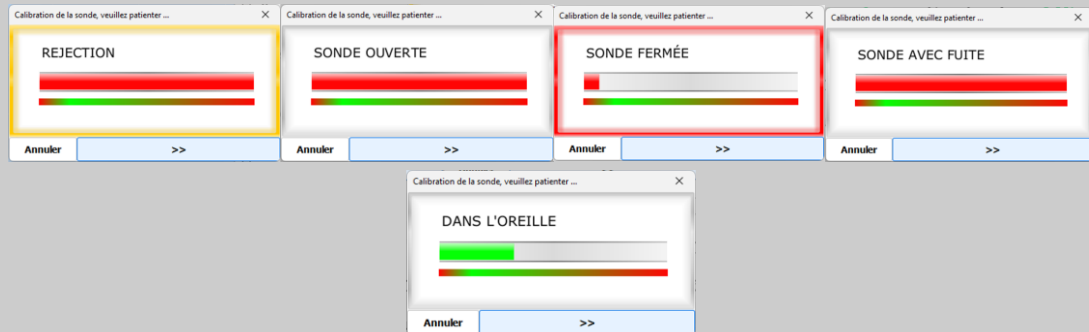 Calibration de la sonde, veuillez patienter ...
REJECTION
Annuler >>
Calibration de la sonde, veuillez patienter ...
SONDE OUVERTE
Annuler >>
Calibration de la sonde, veuillez patienter ...
SONDE FERMÉE
Annuler >>
Calibration de la sonde, veuillez patienter ...
SONDE AVEC FUITE
Annuler >>
Calibration de la sonde, veuillez patienter ...
DANS L'OREILLE
Annuler >>